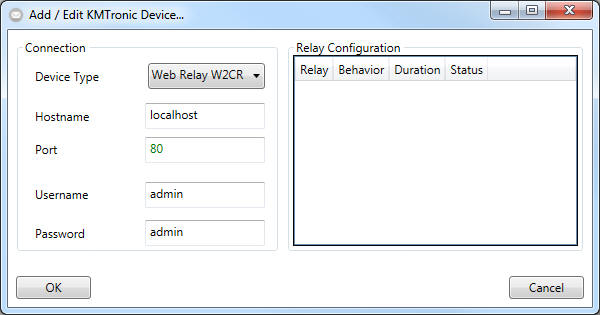 Add / Edit KMTronic Device...
Connection
Device Type Web Relay W2CR
Hostname localhost
Port 80
Username admin
Password admin
Relay Configuration
Relay Behavior Duration Status
OK Cancel